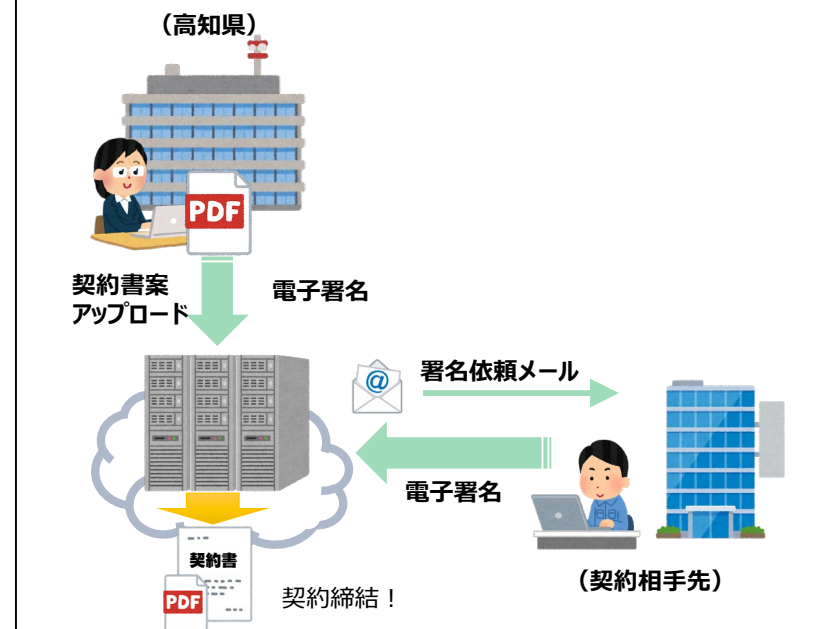 （高知県）
PDF
契約書案
アップロード
電子署名
@
署名依頼メール
電子署名
契約書
PDF
契約締結！
（契約相手先）